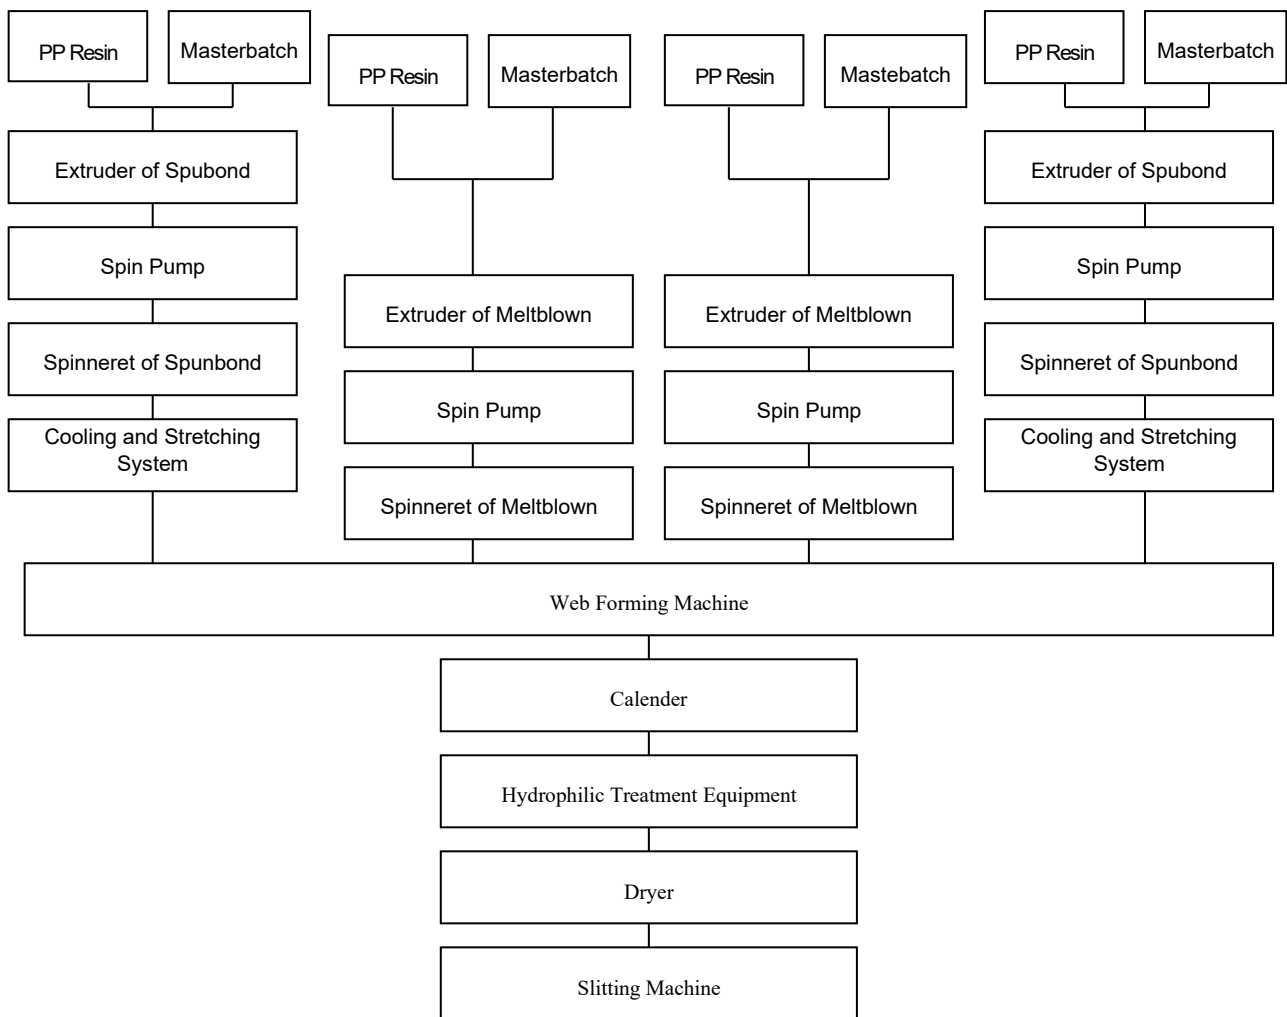 PP Resin
Masterbatch
PP Resin
Masterbatch
PP Resin
Mastebatch
PP Resin
Masterbatch
Extruder of Spubond
Extruder of Spubond
Spin Pump
Spin Pump
Extruder of Meltblown
Extruder of Meltblown
Spinneret of Spunbond
Spinneret of Spunbond
Spin Pump
Spin Pump
Cooling and Stretching
System
Cooling and Stretching
System
Spinneret of Meltblown
Spinneret of Meltblown
Web Forming Machine
Calender
Hydrophilic Treatment Equipment
Dryer
Slitting Machine